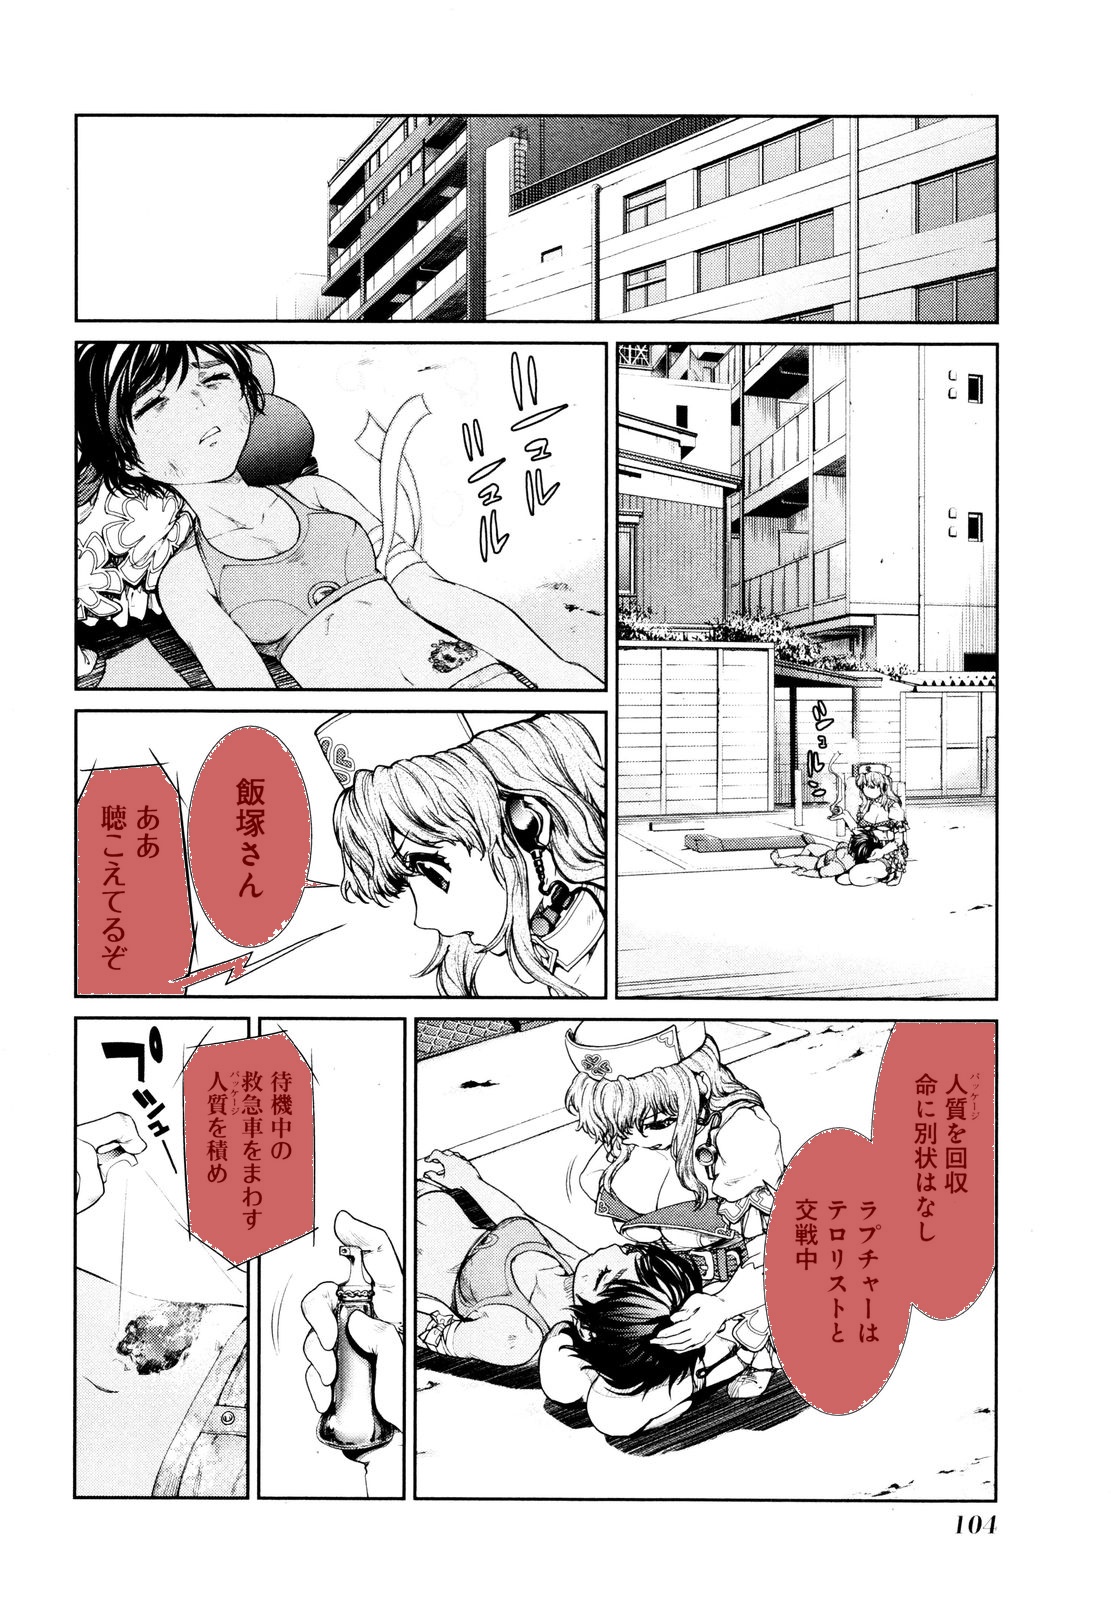 ジュル
ニュル
ニュル
飯塚さん
ああ
聴こえてるぞ
人質を回収
パッケージ
命に別状はなし
ラプチャーは
テロリストと
交戦中
待機中の
救急車をまわす
人質を積め
パッケージ
プシュー
104